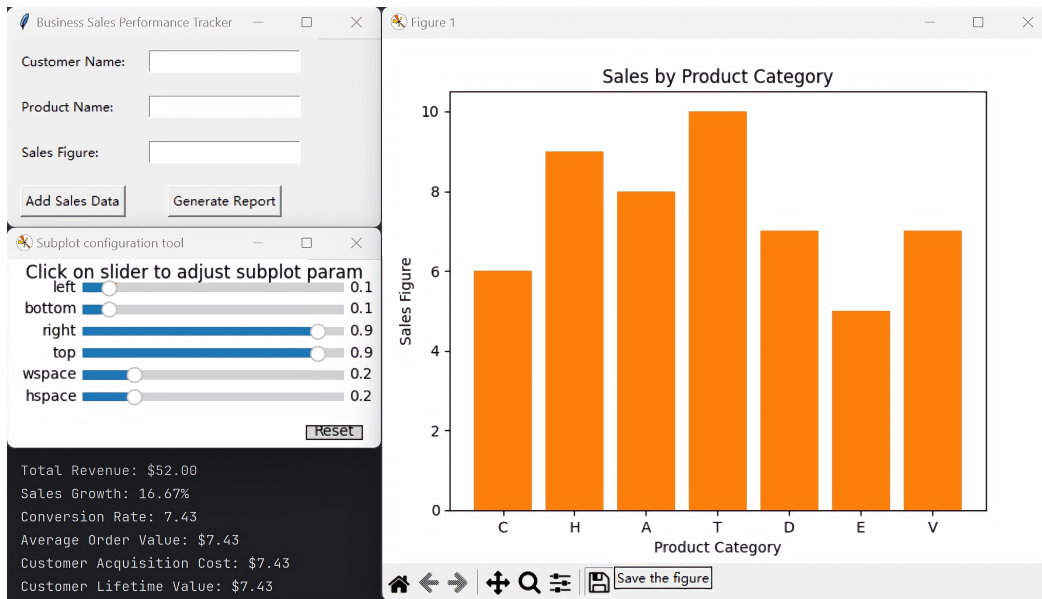 Business Sales Performance Tracker
Customer Name:
Product Name:
Sales Figure:
Add Sales Data
Generate Report
Subplot configuration tool
Click on slider to adjust subplot param
left 0.1
bottom 0.1
right 0.9
top 0.9
wspace 0.2
hspace 0.2
Reset
Total Revenue: $52.00
Sales Growth: 16.67%
Conversion Rate: 7.43
Average Order Value: $7.43
Customer Acquisition Cost: $7.43
Customer Lifetime Value: $7.43
Figure 1
Sales by Product Category
10
8
6
4
2
0
Sales Figure
C H A T D E V
Product Category
Save the figure